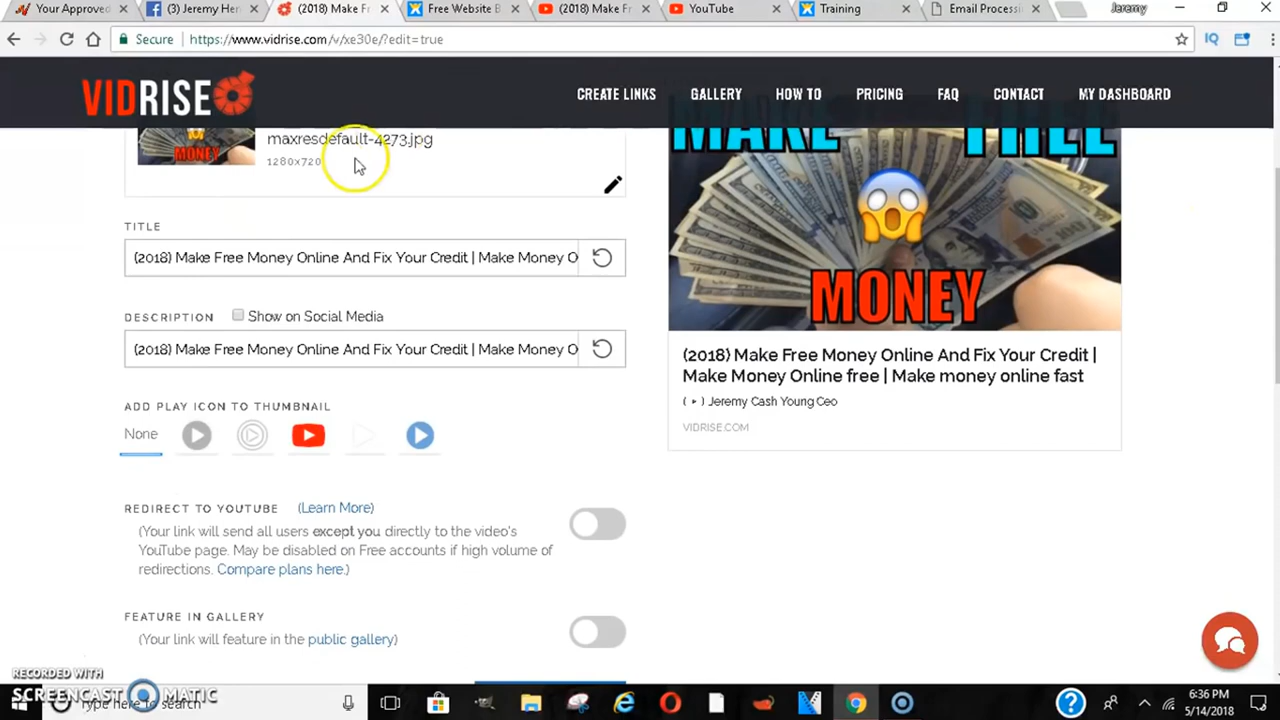 Your Approved
(3) Jeremy Hen
(2018) Make Fr
Free Website B
(2018) Make Fr
YouTube
Training
Email Processi
Jeremy
Secure
https://www.vidrise.com/v/xe30e/?edit=true
VIDRISE
CREATE LINKS
GALLERY
HOW TO
PRICING
FAQ
CONTACT
MY DASHBOARD
maxresdefault-4273.jpg
1280x720
MONEY
TITLE
(2018) Make Free Money Online And Fix Your Credit | Make Money O
DESCRIPTION
Show on Social Media
(2018) Make Free Money Online And Fix Your Credit | Make Money O
ADD PLAY ICON TO THUMBNAIL
None
REDIRECT TO YOUTUBE (Learn More)
(Your link will send all users except you directly to the video's
YouTube page. May be disabled on Free accounts if high volume of
redirections. Compare plans here.)
FEATURE IN GALLERY
(Your link will feature in the public gallery)
MAKE FREE
MONEY
(2018) Make Free Money Online And Fix Your Credit |
Make Money Online free | Make money online fast
( ▸ ) Jeremy Cash Young Ceo
VIDRISE.COM
RECORDED WITH
SCREENCAST MATIC
Type here to search
6:36 PM
5/14/2018